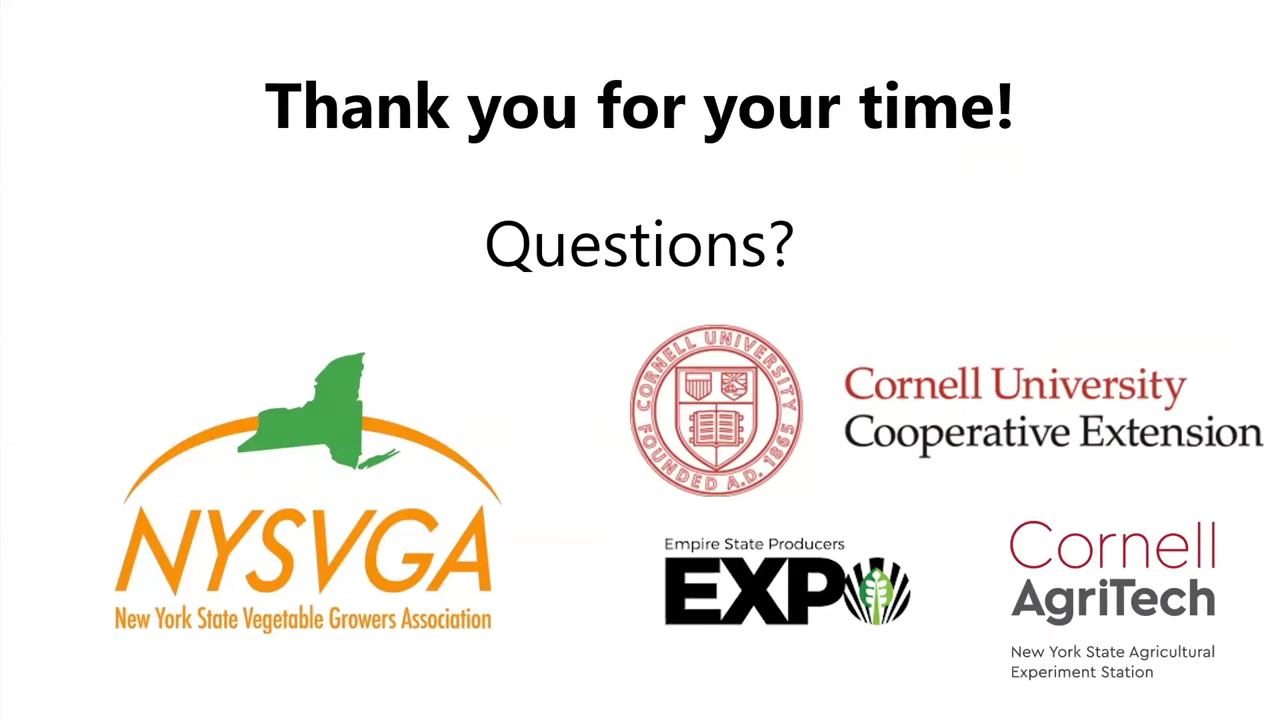 Thank you for your time!
Questions?
NYSVGA
New York State Vegetable Growers Association
CORNELL UNIVERSITY
FOUNDED A.D. 1865
Cornell University
Cooperative Extension
Empire State Producers
EXPO
Cornell
AgriTech
New York State Agricultural
Experiment Station